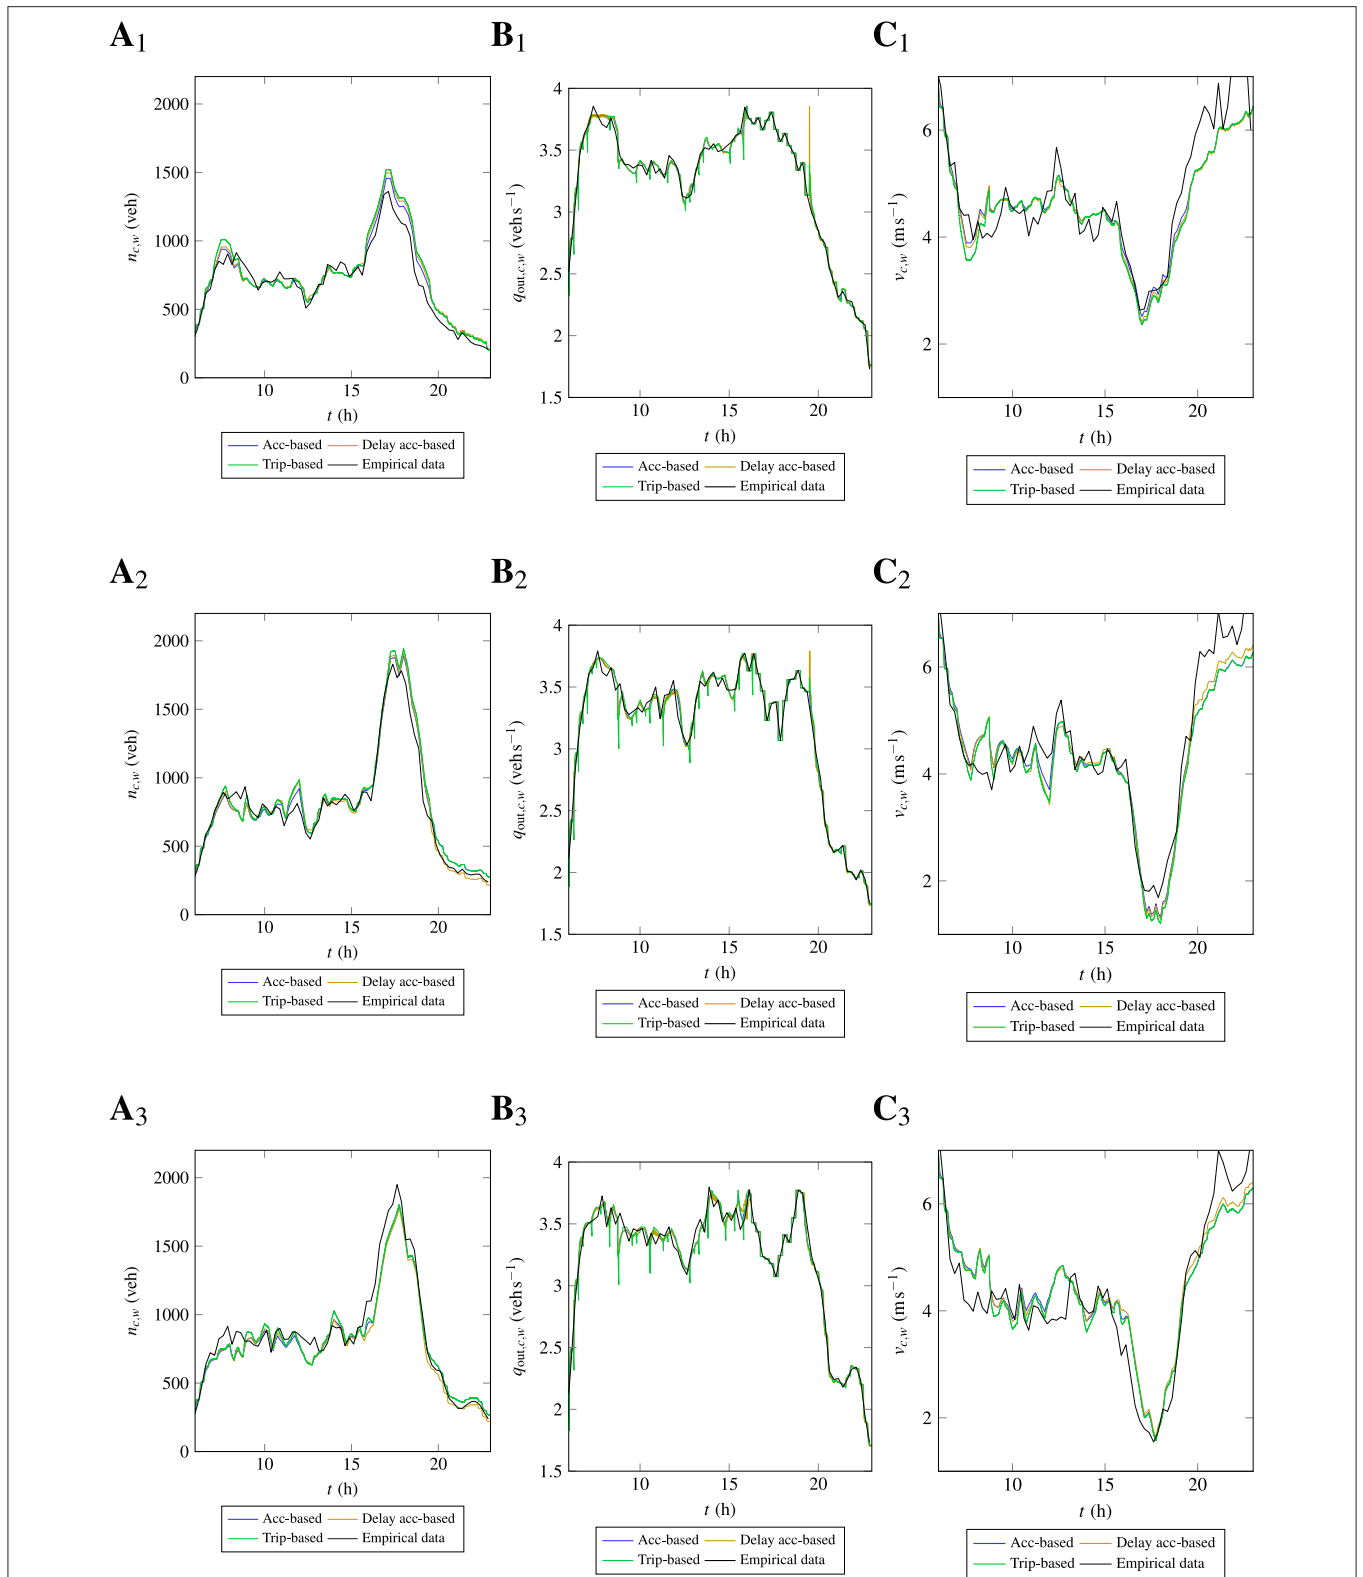 A1 B1 C1
2000
1500
1000
500
0
10 15 20
n_{c,w} (veh)
t (h)
Acc-based Delay acc-based
Trip-based Empirical data
4
3.5
3
2.5
2
1.5
10 15 20
q_{out,c,w} (veh s^{−1})
t (h)
Acc-based Delay acc-based
Trip-based Empirical data
6
4
2
10 15 20
v_{c,w} (m s^{−1})
t (h)
Acc-based Delay acc-based
Trip-based Empirical data
A2 B2 C2
2000
1500
1000
500
0
10 15 20
n_{c,w} (veh)
t (h)
Acc-based Delay acc-based
Trip-based Empirical data
4
3.5
3
2.5
2
1.5
10 15 20
q_{out,c,w} (veh s^{−1})
t (h)
Acc-based Delay acc-based
Trip-based Empirical data
6
4
2
10 15 20
v_{c,w} (m s^{−1})
t (h)
Acc-based Delay acc-based
Trip-based Empirical data
A3 B3 C3
2000
1500
1000
500
0
10 15 20
n_{c,w} (veh)
t (h)
Acc-based Delay acc-based
Trip-based Empirical data
4
3.5
3
2.5
2
1.5
10 15 20
q_{out,c,w} (veh s^{−1})
t (h)
Acc-based Delay acc-based
Trip-based Empirical data
6
4
2
10 15 20
v_{c,w} (m s^{−1})
t (h)
Acc-based Delay acc-based
Trip-based Empirical data